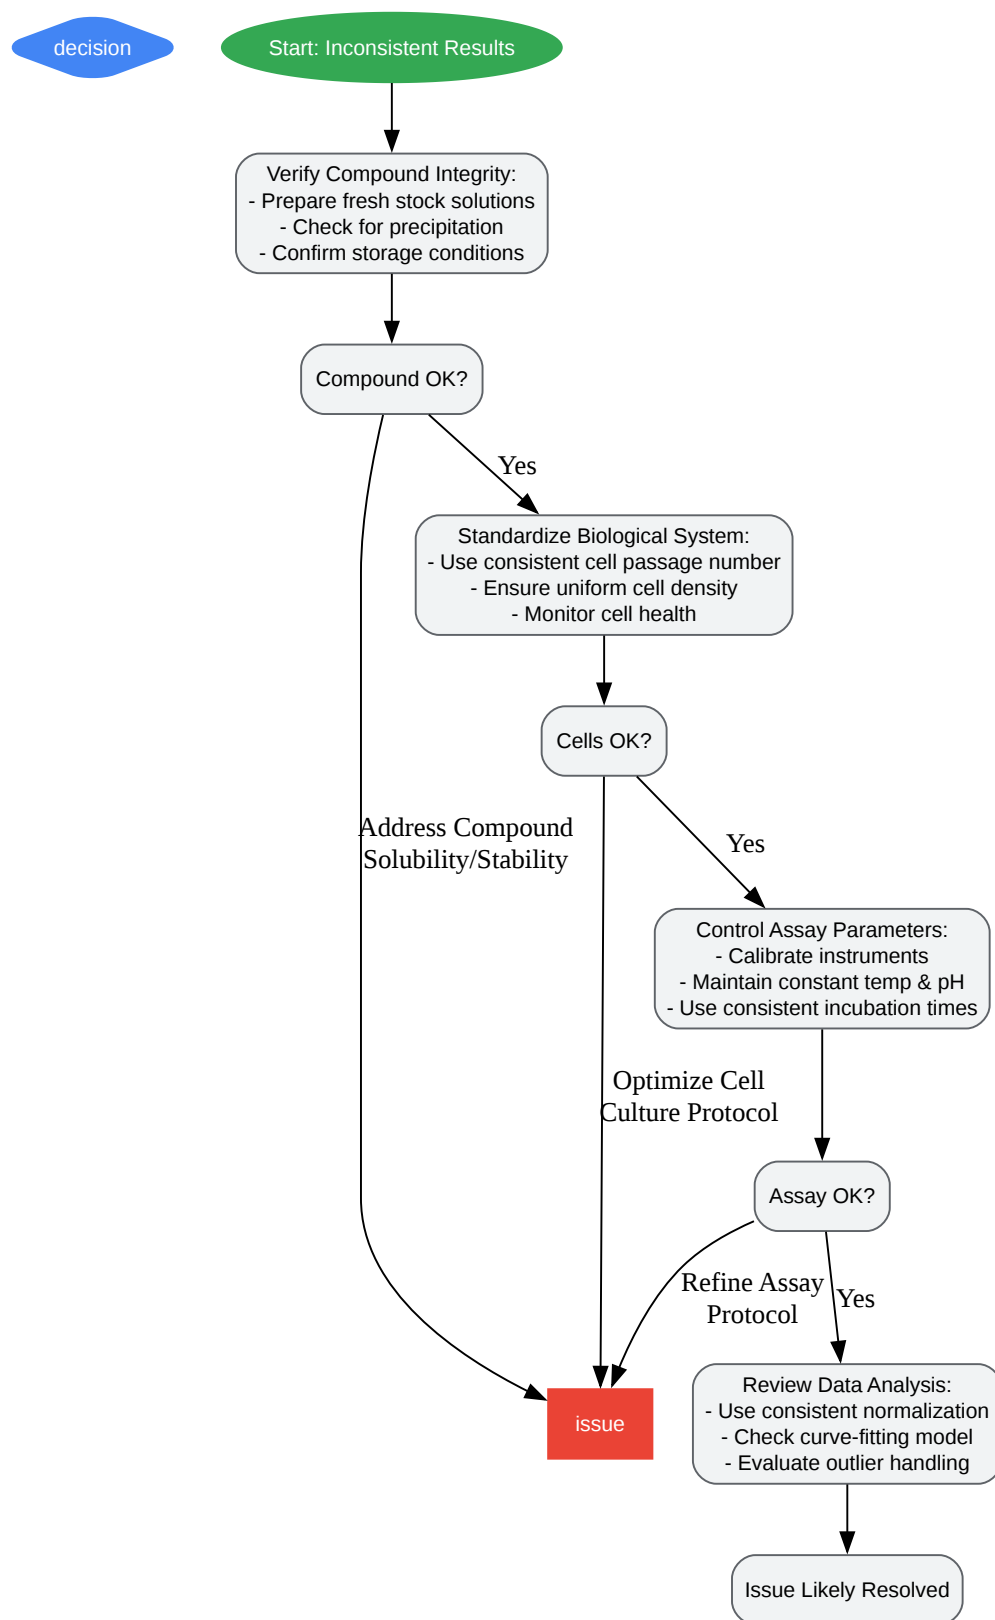 decision
Start: Inconsistent Results
Verify Compound Integrity:
- Prepare fresh stock solutions
- Check for precipitation
- Confirm storage conditions
Compound OK?
Yes
Standardize Biological System:
- Use consistent cell passage number
- Ensure uniform cell density
- Monitor cell health
Cells OK?
Address Compound
Solubility/Stability
Yes
Control Assay Parameters:
- Calibrate instruments
- Maintain constant temp & pH
- Use consistent incubation times
Optimize Cell
Culture Protocol
Assay OK?
Refine Assay
Protocol
Yes
issue
Review Data Analysis:
- Use consistent normalization
- Check curve-fitting model
- Evaluate outlier handling
Issue Likely Resolved